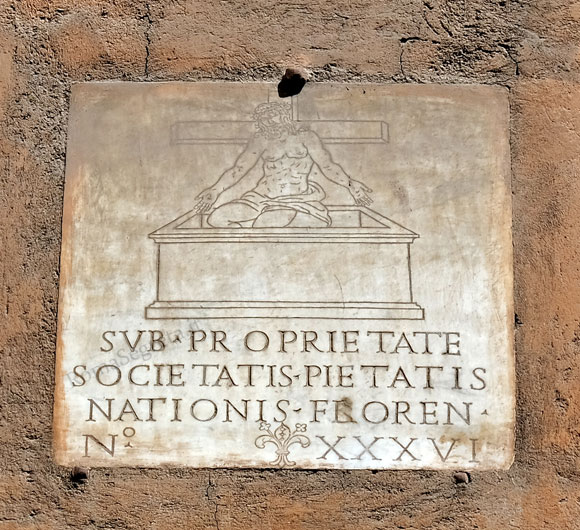 SVB·PROPRIETATE
SOCIETATIS·PIETATIS
NATIONIS·FLOREN·
Nº XXXVI